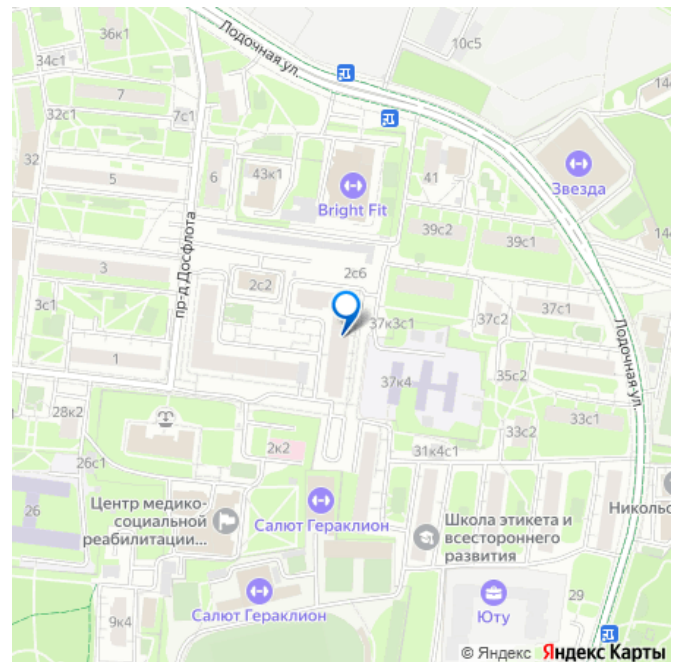 36к1
Лодочная ул.
10с5
34с1
7
14
32с1
7с1
32
5
6
43к1
41
Звезда
Bright Fit
39с2
39с1
14
пр-д Досфлота
3
2с2
2с6
3с1
37к3с1
37с2
37с1
Лодочная ул.
1
37к4
35с2
28к2
33с2
33с1
26с1
2к2
31к4с1
26
Центр медико-
социальной
реабилитации...
Салют Гераклион
Школа этикета и
всестороннего
развития
Никольс
Салют Гераклион
Юту
29
9к4
© Яндекс Яндекс Карты